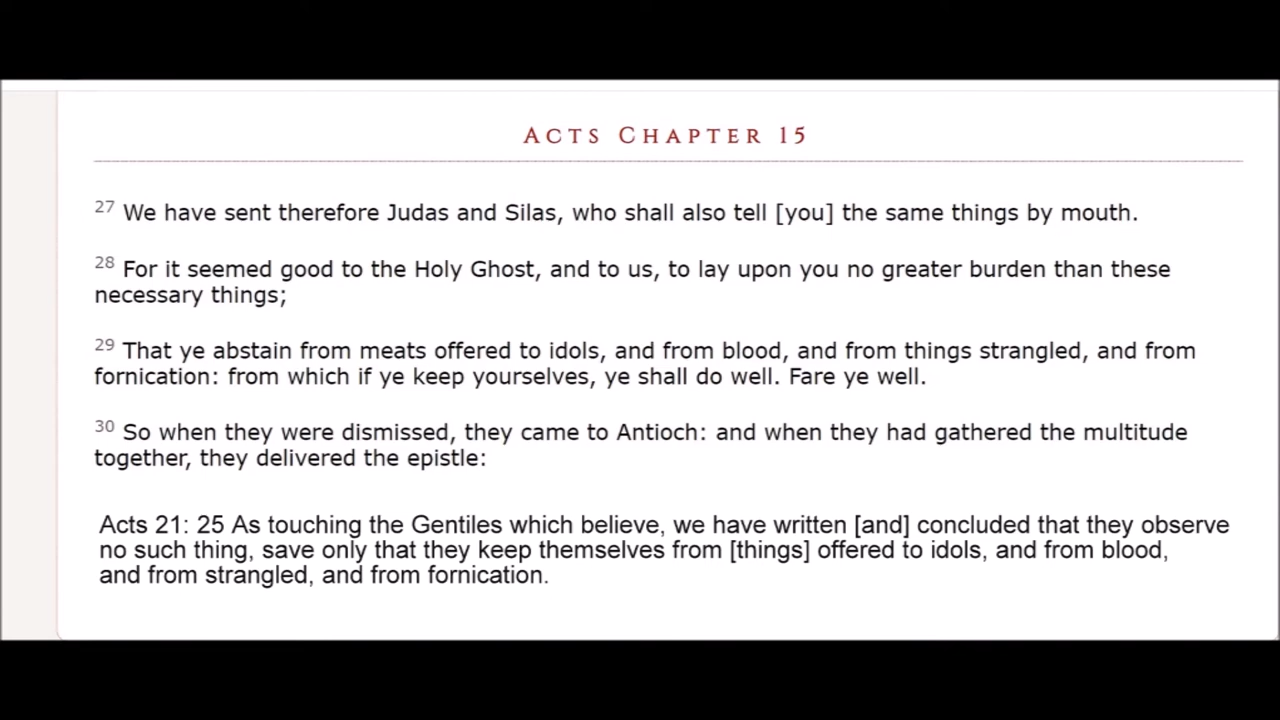 Acts Chapter 15
27 We have sent therefore Judas and Silas, who shall also tell [you] the same things by mouth.
28 For it seemed good to the Holy Ghost, and to us, to lay upon you no greater burden than these
necessary things;
29 That ye abstain from meats offered to idols, and from blood, and from things strangled, and from
fornication: from which if ye keep yourselves, ye shall do well. Fare ye well.
30 So when they were dismissed, they came to Antioch: and when they had gathered the multitude
together, they delivered the epistle:
Acts 21: 25 As touching the Gentiles which believe, we have written [and] concluded that they observe
no such thing, save only that they keep themselves from [things] offered to idols, and from blood,
and from strangled, and from fornication.